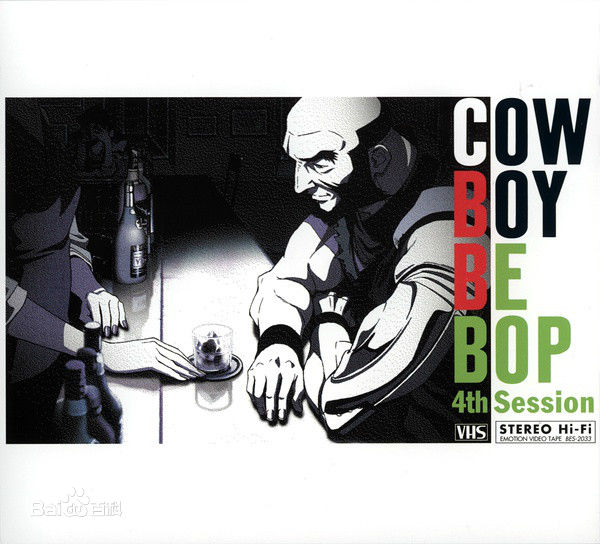 COW
BOY
BE
BOP
4th Session
VHS
STEREO Hi-Fi
EMOTION VIDEO TAPE BES-2033
Bai百科